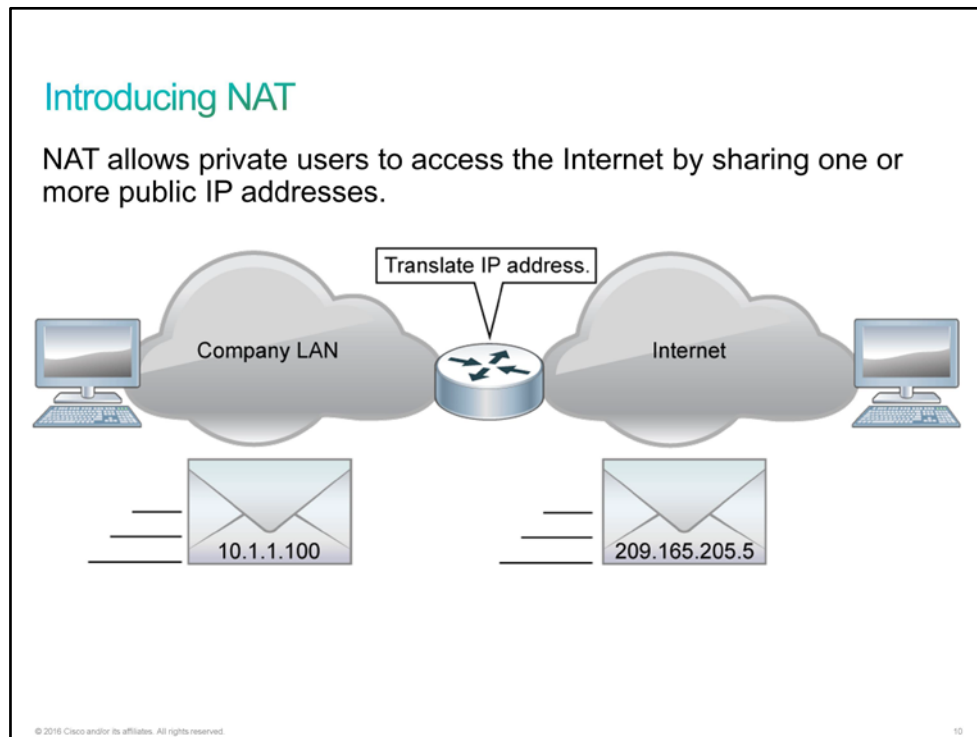 Introducing NAT
NAT allows private users to access the Internet by sharing one or
more public IP addresses.
Translate IP address.
Company LAN
Internet
10.1.1.100
209.165.205.5
© 2016 Cisco and/or its affiliates. All rights reserved.
10